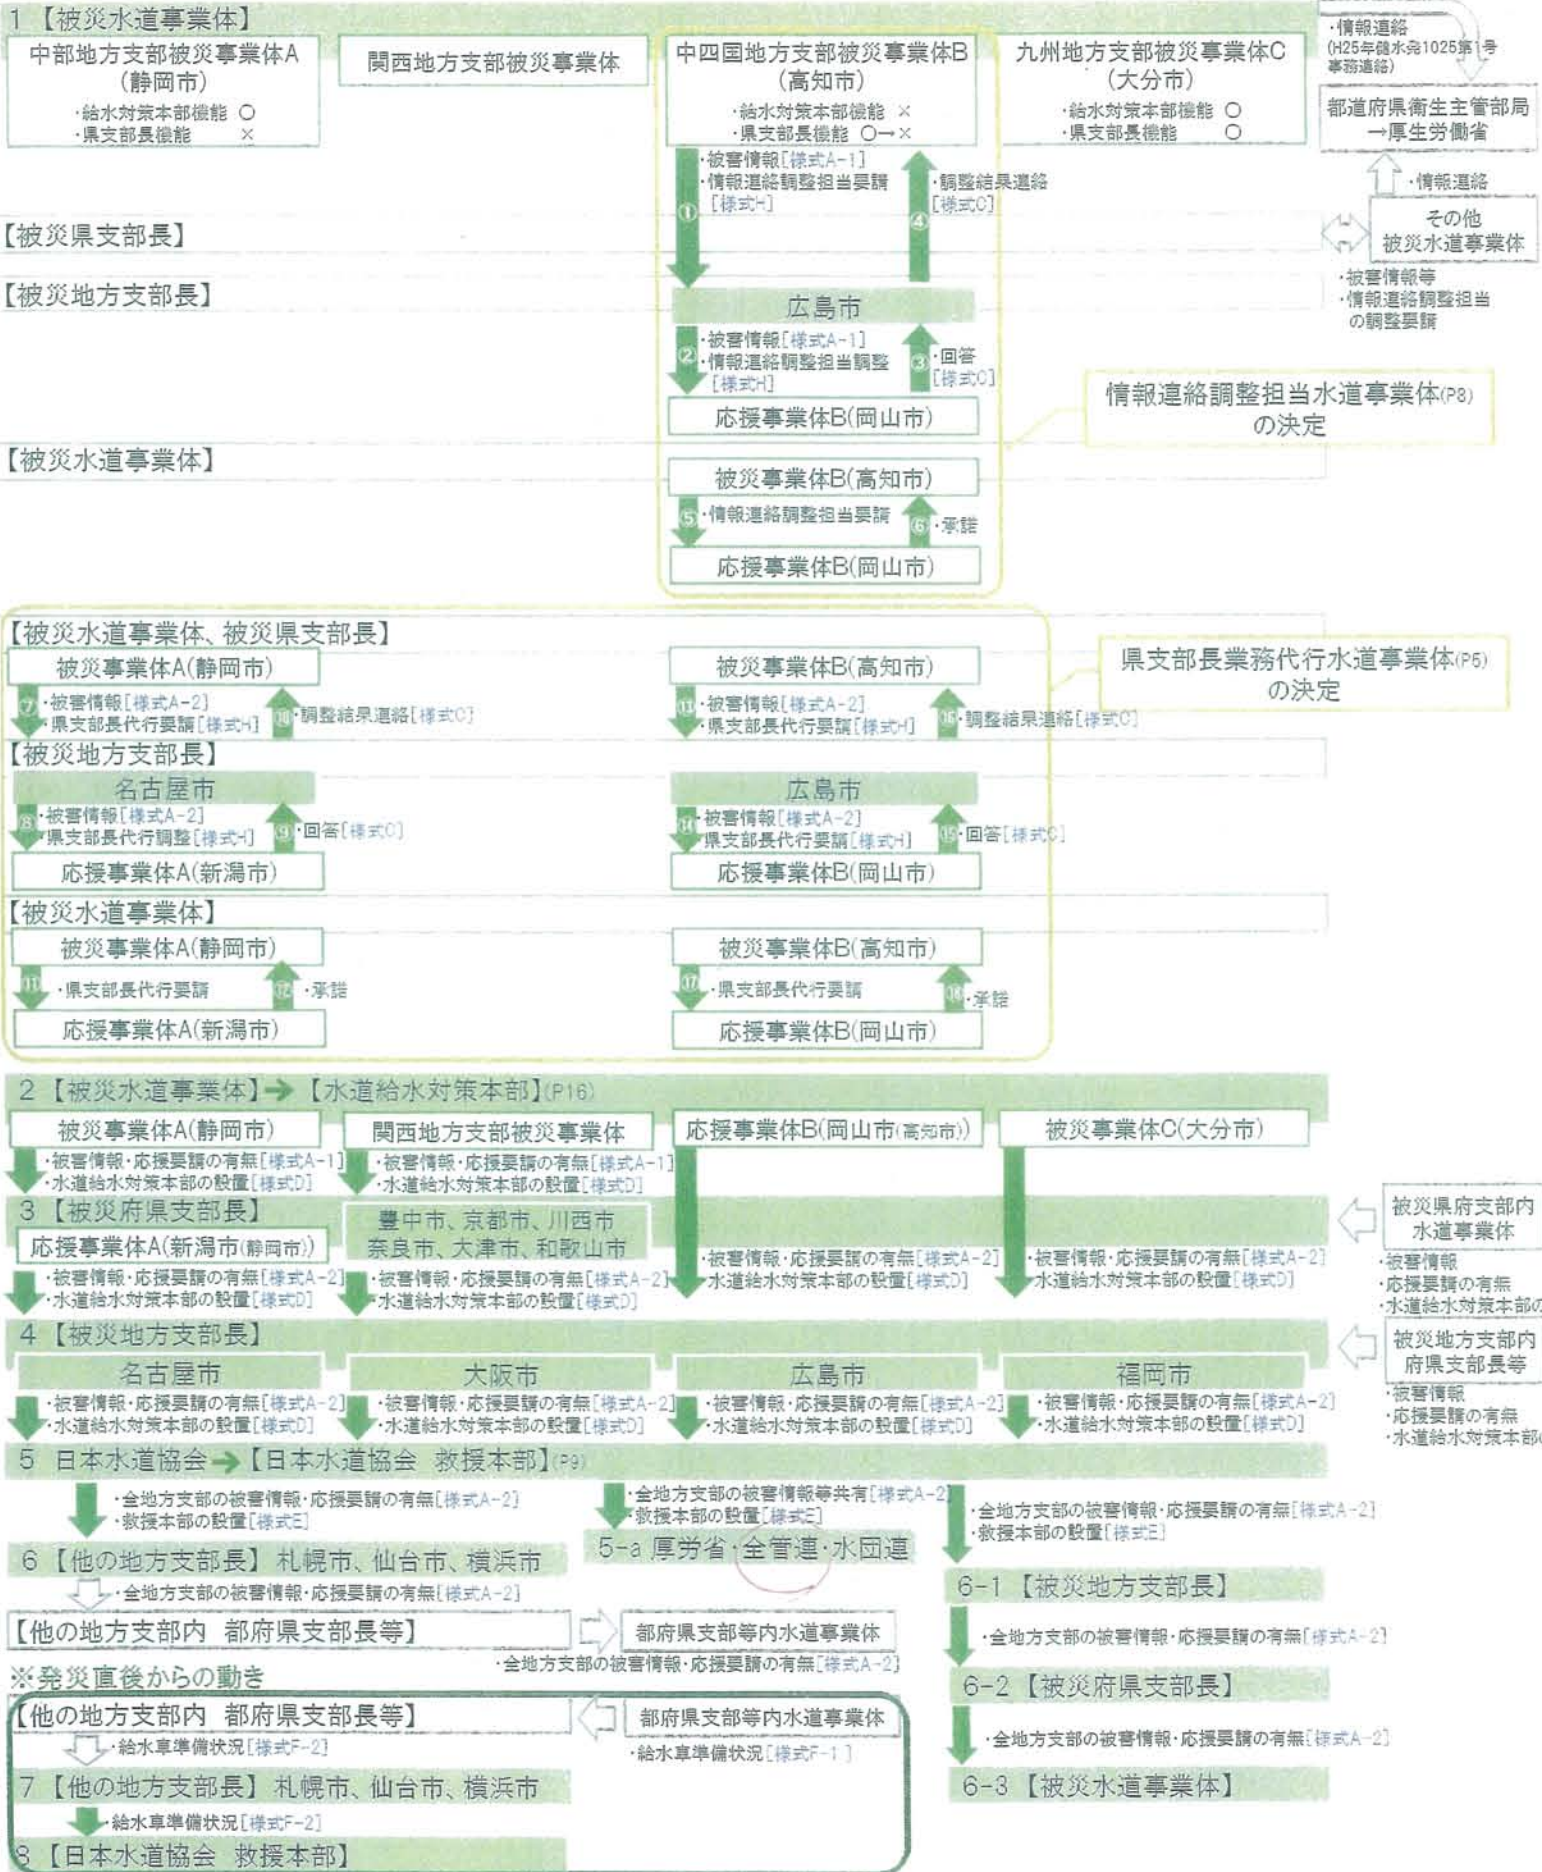 1 【被災水道事業体】
中部地方支部被災事業体A
(静岡市)
・給水対策本部機能 ○
・県支部長機能 ×
関西地方支部被災事業体
中四国地方支部被災事業体B
(高知市)
・給水対策本部機能 ×
・県支部長機能 ○→×
九州地方支部被災事業体C
(大分市)
・給水対策本部機能 ○
・県支部長機能 ○
・情報連絡
(H25年健水発1025第1号
事務連絡)
都道府県衛生主管部局
→厚生労働省
・情報連絡
その他
被災水道事業体
・被害情報等
・情報連絡調整担当
の調整要請
①
・被害情報[様式A-1]
・情報連絡調整担当要請
[様式H]
④
・調整結果連絡
[様式C]
【被災県支部長】
【被災地方支部長】
広島市
②
・被害情報[様式A-1]
・情報連絡調整担当調整
[様式H]
③
・回答
[様式C]
応援事業体B(岡山市)
情報連絡調整担当水道事業体(P8)
の決定
【被災水道事業体】
被災事業体B(高知市)
⑤
・情報連絡調整担当要請
⑥
・承諾
応援事業体B(岡山市)
【被災水道事業体、被災県支部長】
被災事業体A(静岡市)
⑦
・被害情報[様式A-2]
・県支部長代行要請[様式H]
⑩
・調整結果連絡[様式C]
被災事業体B(高知市)
⑬
・被害情報[様式A-2]
・県支部長代行要請[様式H]
⑯
・調整結果連絡[様式C]
県支部長業務代行水道事業体(P5)
の決定
【被災地方支部長】
名古屋市
⑧
・被害情報[様式A-2]
・県支部長代行調整[様式H]
⑨
・回答[様式C]
応援事業体A(新潟市)
広島市
⑭
・被害情報[様式A-2]
・県支部長代行要請[様式H]
⑮
・回答[様式C]
応援事業体B(岡山市)
【被災水道事業体】
被災事業体A(静岡市)
⑪
・県支部長代行要請
⑫
・承諾
応援事業体A(新潟市)
被災事業体B(高知市)
⑰
・県支部長代行要請
⑱
・承諾
応援事業体B(岡山市)
2 【被災水道事業体】→【水道給水対策本部】(P16)
被災事業体A(静岡市)
・被害情報・応援要請の有無[様式A-1]
・水道給水対策本部の設置[様式D]
関西地方支部被災事業体
・被害情報・応援要請の有無[様式A-1]
・水道給水対策本部の設置[様式D]
応援事業体B(岡山市(高知市))
被災事業体C(大分市)
3 【被災府県支部長】
応援事業体A(新潟市(静岡市))
・被害情報・応援要請の有無[様式A-2]
・水道給水対策本部の設置[様式D]
豊中市、京都市、川西市
奈良市、大津市、和歌山市
・被害情報・応援要請の有無[様式A-2]
・水道給水対策本部の設置[様式D]
・被害情報・応援要請の有無[様式A-2]
水道給水対策本部の設置[様式D]
・被害情報・応援要請の有無[様式A-2]
水道給水対策本部の設置[様式D]
被災県府支部内
水道事業体
・被害情報
・応援要請の有無
・水道給水対策本部の
4 【被災地方支部長】
名古屋市
・被害情報・応援要請の有無[様式A-2]
・水道給水対策本部の設置[様式D]
大阪市
・被害情報・応援要請の有無[様式A-2]
・水道給水対策本部の設置[様式D]
広島市
・被害情報・応援要請の有無[様式A-2]
・水道給水対策本部の設置[様式D]
福岡市
・被害情報・応援要請の有無[様式A-2]
・水道給水対策本部の設置[様式D]
被災地方支部内
府県支部長等
・被害情報
・応援要請の有無
・水道給水対策本部の
5 日本水道協会→【日本水道協会 救援本部】(P9)
・全地方支部の被害情報・応援要請の有無[様式A-2]
・救援本部の設置[様式E]
・全地方支部の被害情報等共有[様式A-2]
救援本部の設置[様式E]
・全地方支部の被害情報・応援要請の有無[様式A-2]
・救援本部の設置[様式E]
5-a 厚労省・全管連・水団連
6 【他の地方支部長】 札幌市、仙台市、横浜市
・全地方支部の被害情報・応援要請の有無[様式A-2]
【他の地方支部内 都府県支部長等】
都府県支部等内水道事業体
・全地方支部の被害情報・応援要請の有無[様式A-2]
6-1 【被災地方支部長】
・全地方支部の被害情報・応援要請の有無[様式A-2]
6-2 【被災府県支部長】
・全地方支部の被害情報・応援要請の有無[様式A-2]
6-3 【被災水道事業体】
※発災直後からの動き
【他の地方支部内 都府県支部長等】
都府県支部等内水道事業体
・給水車準備状況[様式F-1]
・給水車準備状況[様式F-2]
7 【他の地方支部長】 札幌市、仙台市、横浜市
・給水車準備状況[様式F-2]
8 【日本水道協会 救援本部】